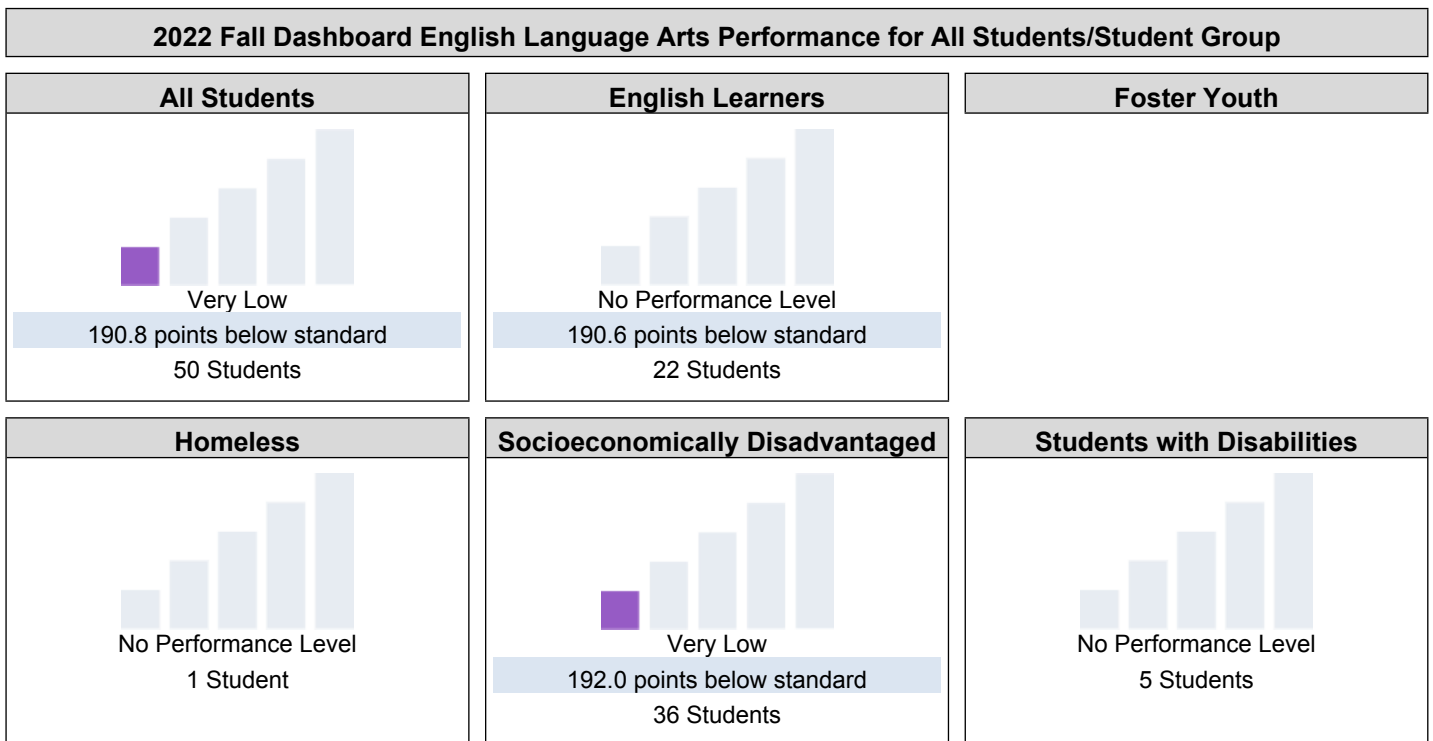 2022 Fall Dashboard English Language Arts Performance for All Students/Student Group
All Students
Very Low
190.8 points below standard
50 Students
English Learners
No Performance Level
190.6 points below standard
22 Students
Foster Youth
Homeless
No Performance Level
1 Student
Socioeconomically Disadvantaged
Very Low
192.0 points below standard
36 Students
Students with Disabilities
No Performance Level
5 Students